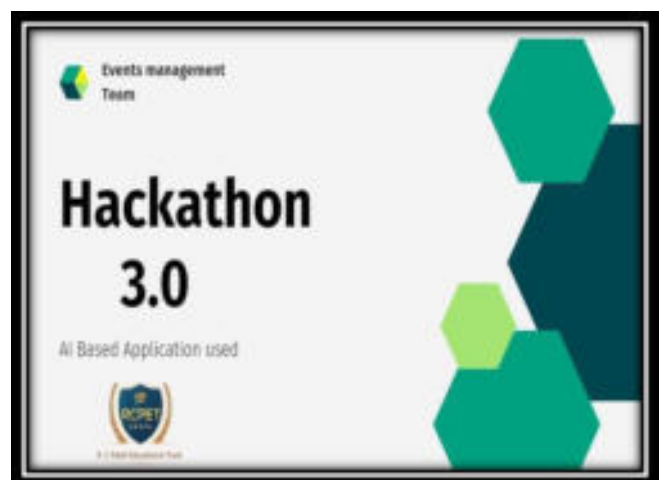 Events management
Team
Hackathon
3.0
AI Based Application used
RCPET